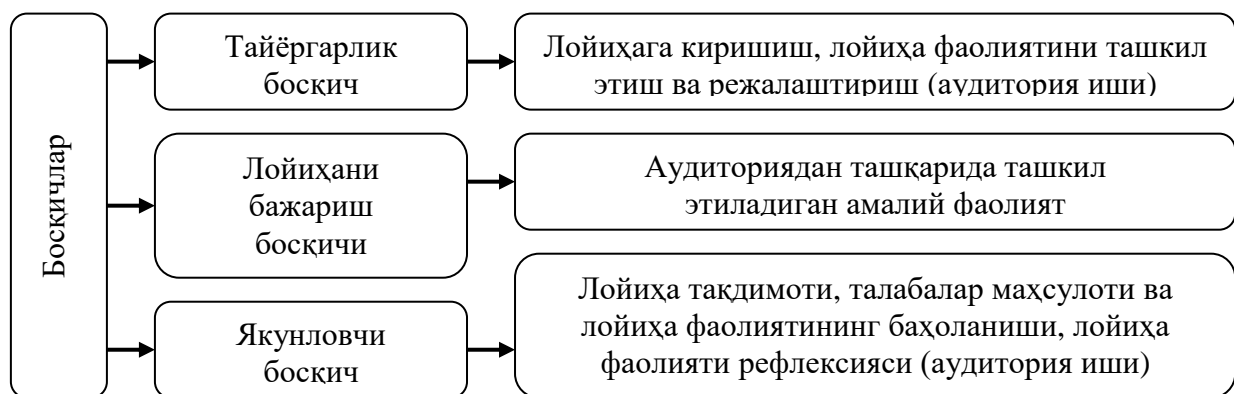 Босқичлар
Тайёргарлик
босқич
Лойиҳага киришиш, лойиҳа фаолиятини ташкил
этиш ва режалаштириш (аудитория иши)
Лойиҳани
бажариш
босқичи
Аудиториядан ташқарида ташкил
этиладиган амалий фаолият
Якунловчи
босқич
Лойиҳа тақдимоти, талабалар маҳсулоти ва
лойиҳа фаолиятининг баҳоланиши, лойиҳа
фаолияти рефлексияси (аудитория иши)